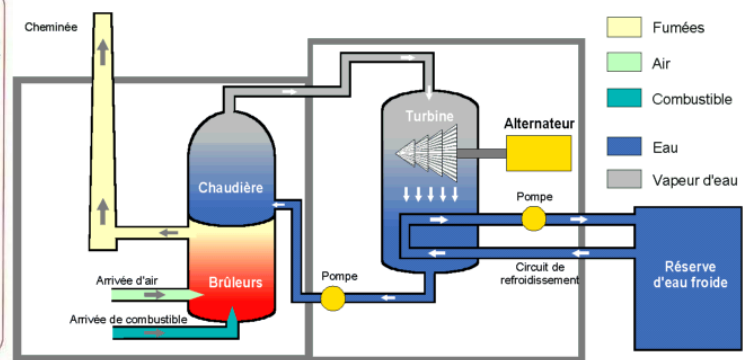 Cheminée
Fumées
Air
Combustible
Eau
Vapeur d'eau
Turbine
Alternateur
Chaudière
Pompe
Brûleurs
Arrivée d'air
Arrivée de combustible
Pompe
Circuit de
refroidissement
Réserve
d'eau froide